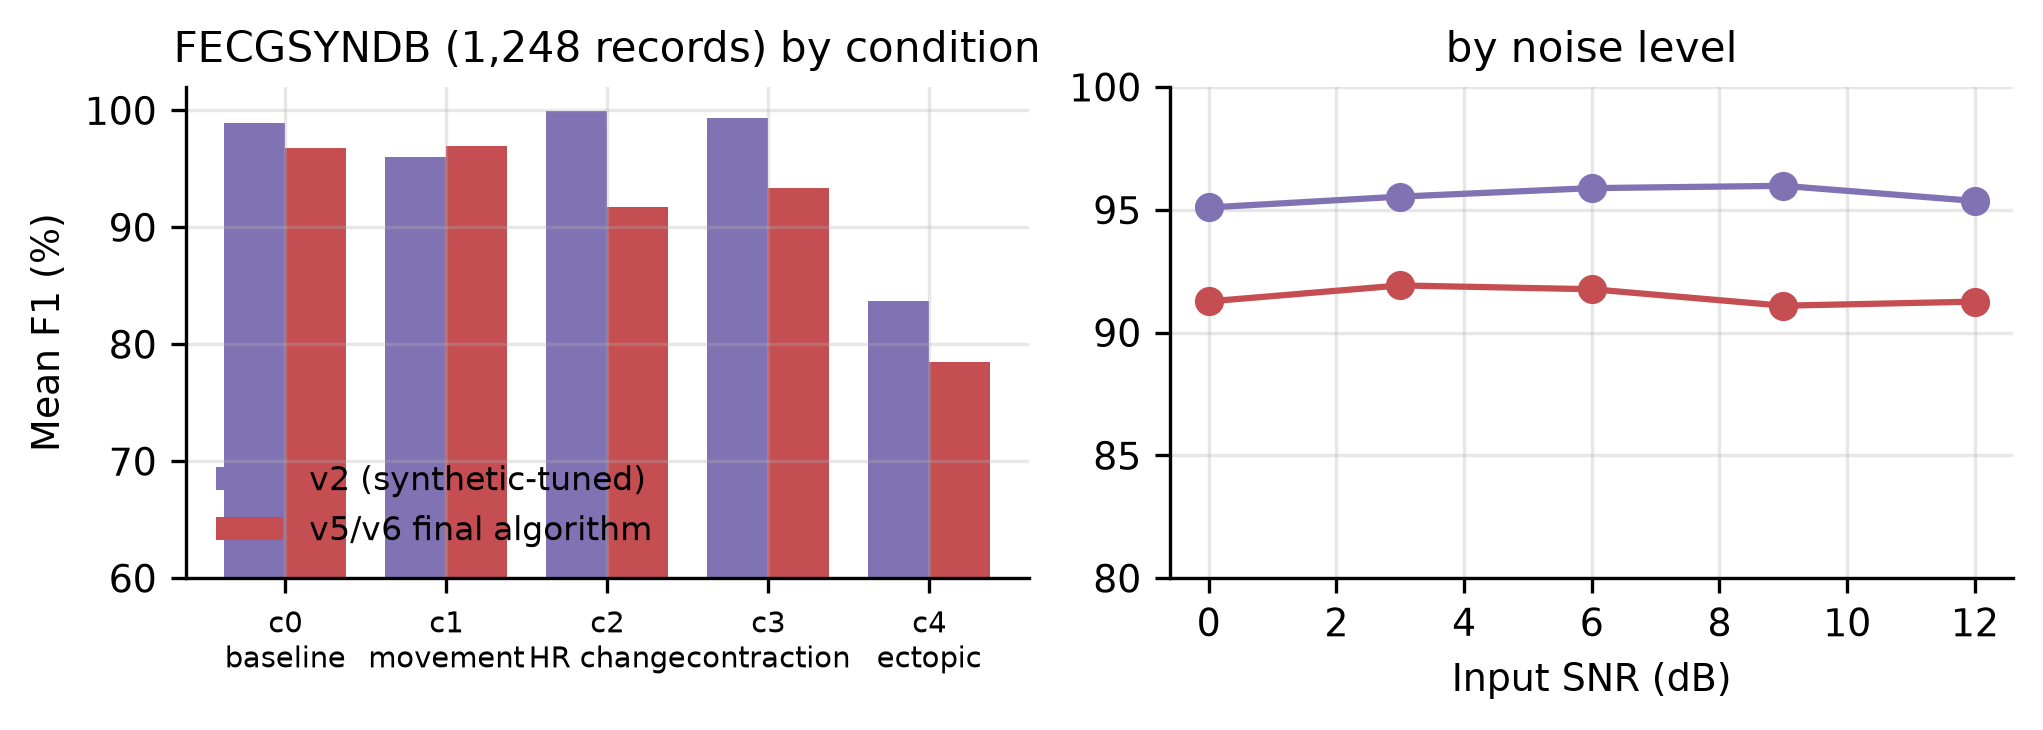 FECGSYNDB (1,248 records) by condition
Mean F1 (%)
100
90
80
70
60
v2 (synthetic-tuned)
v5/v6 final algorithm
c0
baseline
c1
movement
c2
HR change
c3
contraction
c4
ectopic
by noise level
100
95
90
85
80
0 2 4 6 8 10 12
Input SNR (dB)